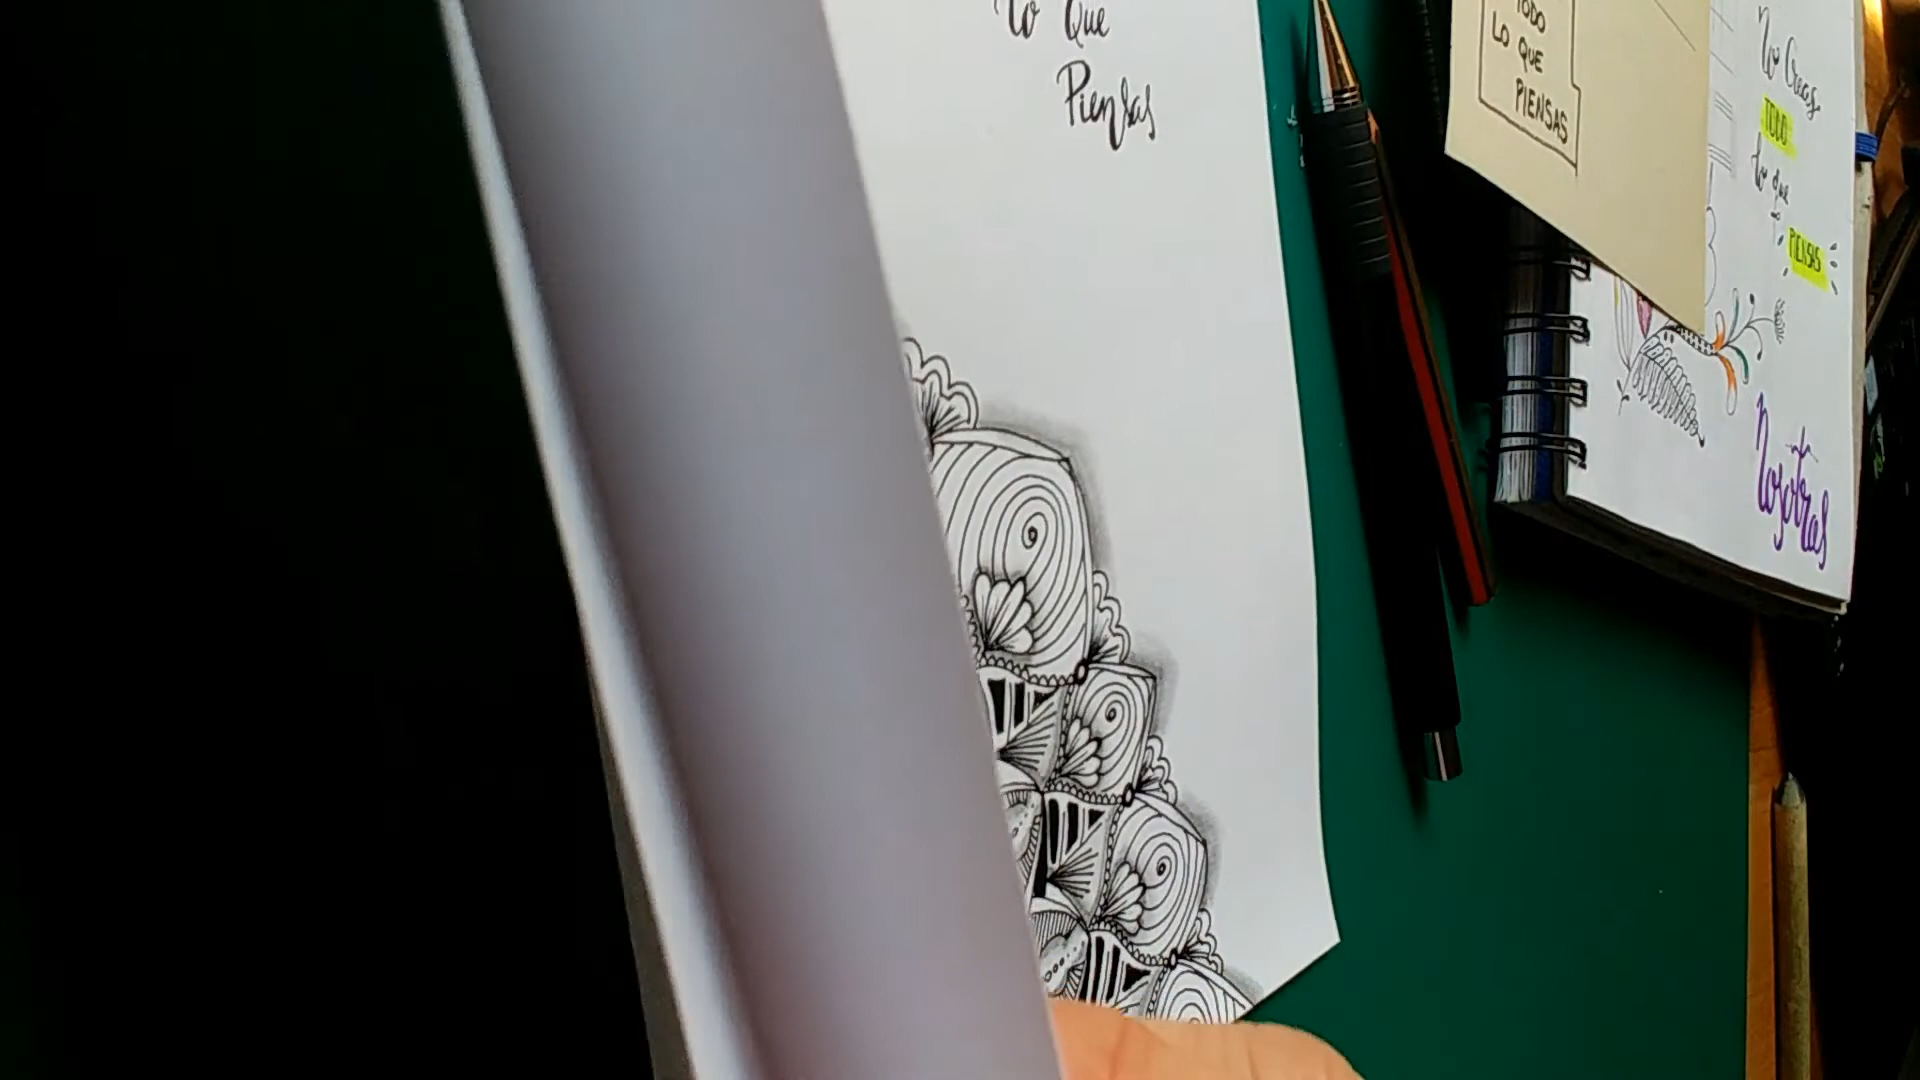 lo Que
Piensas
TODO
LO QUE
PIENSAS
No Creas
TODO
lo que
PIENSAS
Nosotras